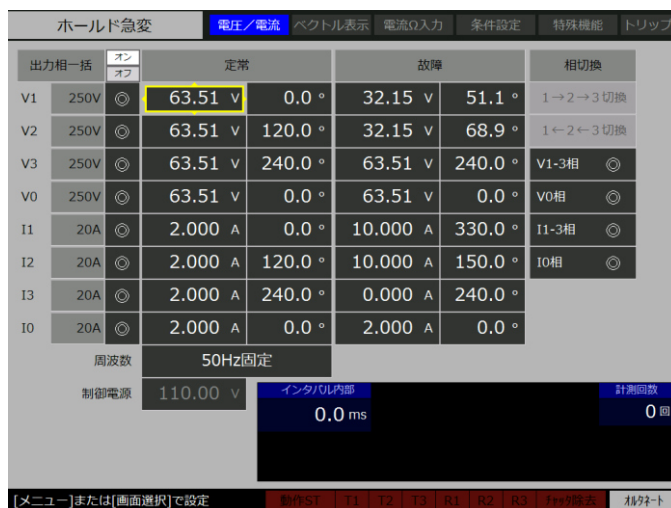 ホールド急変 電圧／電流 ベクトル表示 電流Ω入力 条件設定 特殊機能 トリップ
出力相一括 オン オフ 定常 故障 相切換
V1 250V ◎ 63.51 V 0.0 ° 32.15 V 51.1 ° 1→2→3切換
V2 250V ◎ 63.51 V 120.0 ° 32.15 V 68.9 ° 1←2←3切換
V3 250V ◎ 63.51 V 240.0 ° 63.51 V 240.0 ° V1-3相 ◎
V0 250V ◎ 63.51 V 0.0 ° 63.51 V 0.0 ° V0相 ◎
I1 20A ◎ 2.000 A 0.0 ° 10.000 A 330.0 ° I1-3相 ◎
I2 20A ◎ 2.000 A 120.0 ° 10.000 A 150.0 ° I0相 ◎
I3 20A ◎ 2.000 A 240.0 ° 0.000 A 240.0 °
I0 20A ◎ 2.000 A 0.0 ° 2.000 A 0.0 °
周波数 50Hz固定
制御電源 110.00 V インタバル内部 計測回数
0.0 ms 0 回
[メニュー]または[画面選択]で設定 動作ST T1 T2 T3 R1 R2 R3 ﾁｬｯﾀ除去 ｵﾙﾀﾈｰﾄ